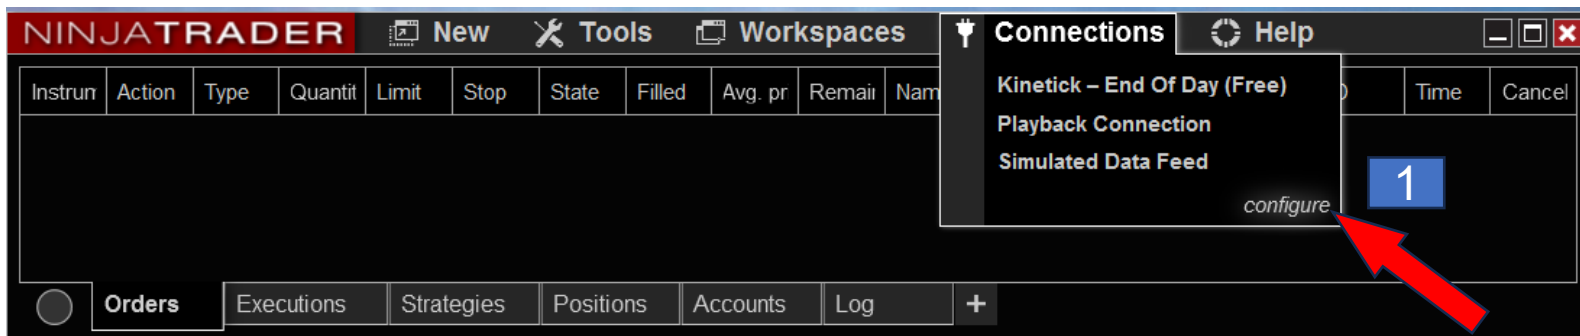 NINJATRADER New Tools Workspaces Connections Help
Instrun Action Type Quantit Limit Stop State Filled Avg. pr Remair Nam Time Cancel
Kinetick – End Of Day (Free)
Playback Connection
Simulated Data Feed
configure
1
Orders Executions Strategies Positions Accounts Log +